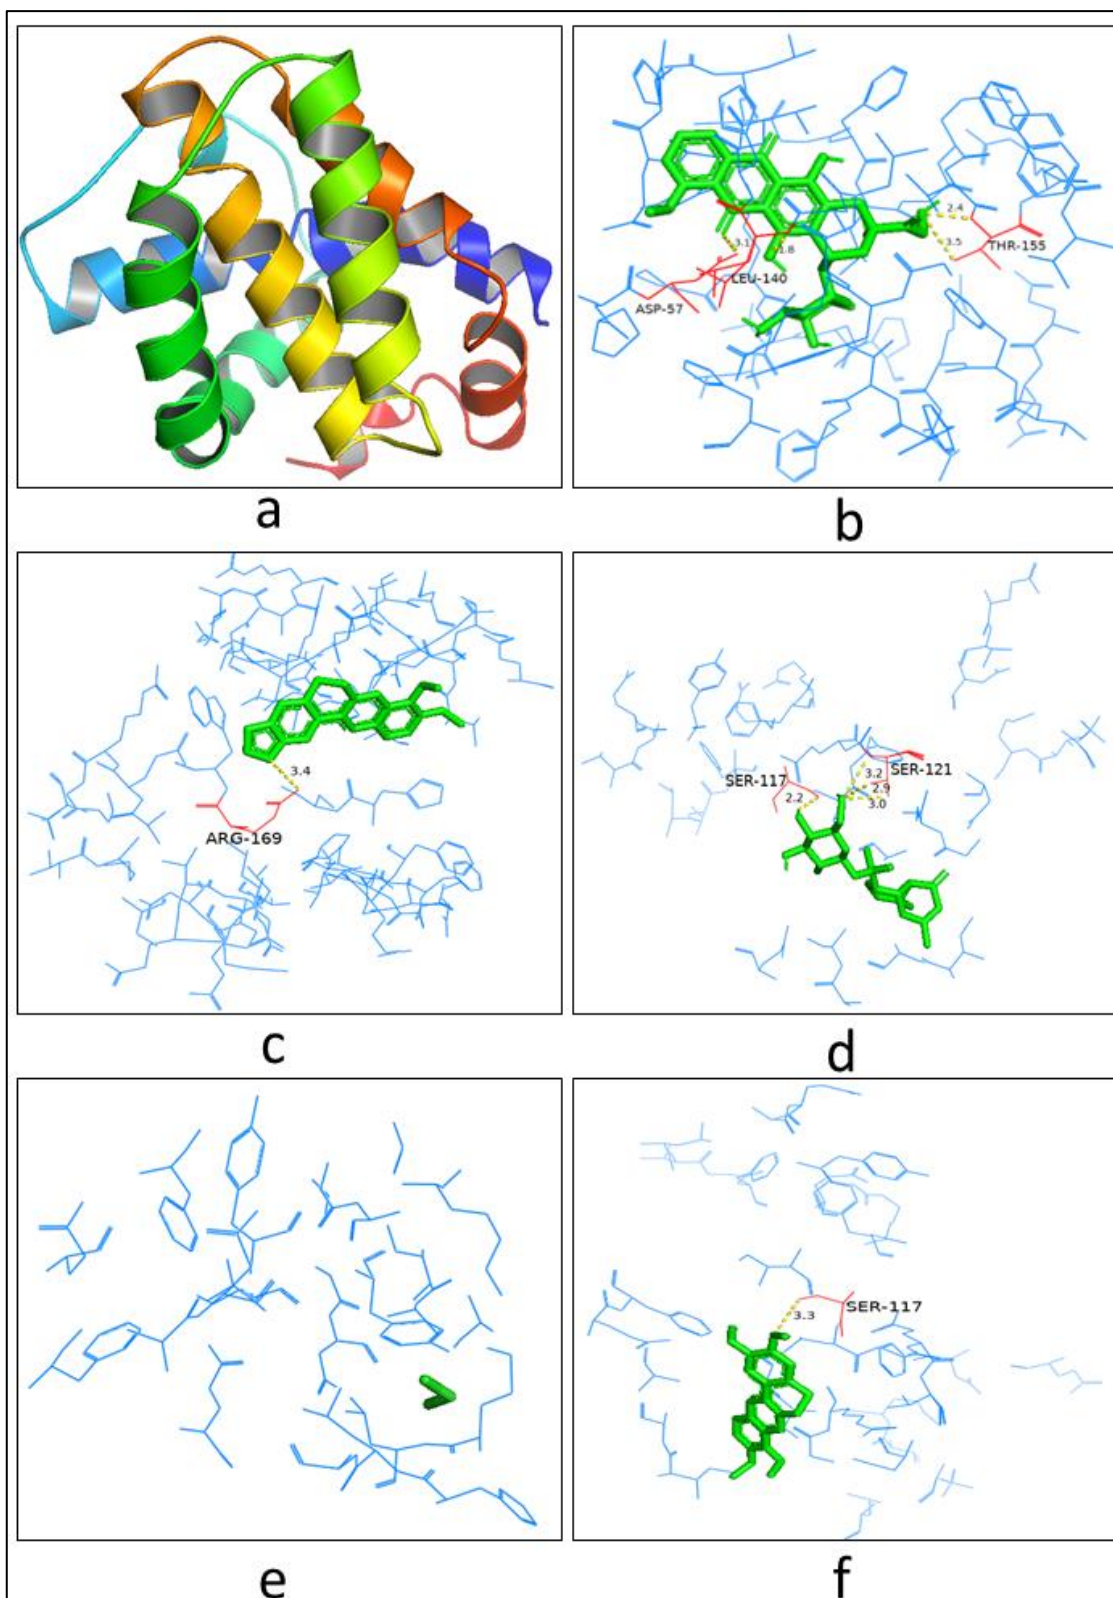 a
2.4
3.5
THR-155
3.1
1.8
LEU-140
ASP-57
b
3.4
ARG-169
c
3.2
SER-121
SER-117
2.9
2.2
3.0
d
e
SER-117
3.3
f